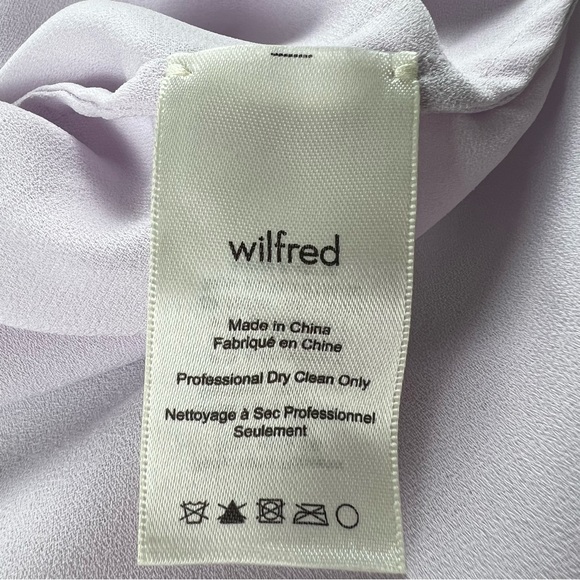 wilfred
Made in China
Fabriqué en Chine
Professional Dry Clean Only
Nettoyage à Sec Professionnel
Seulement